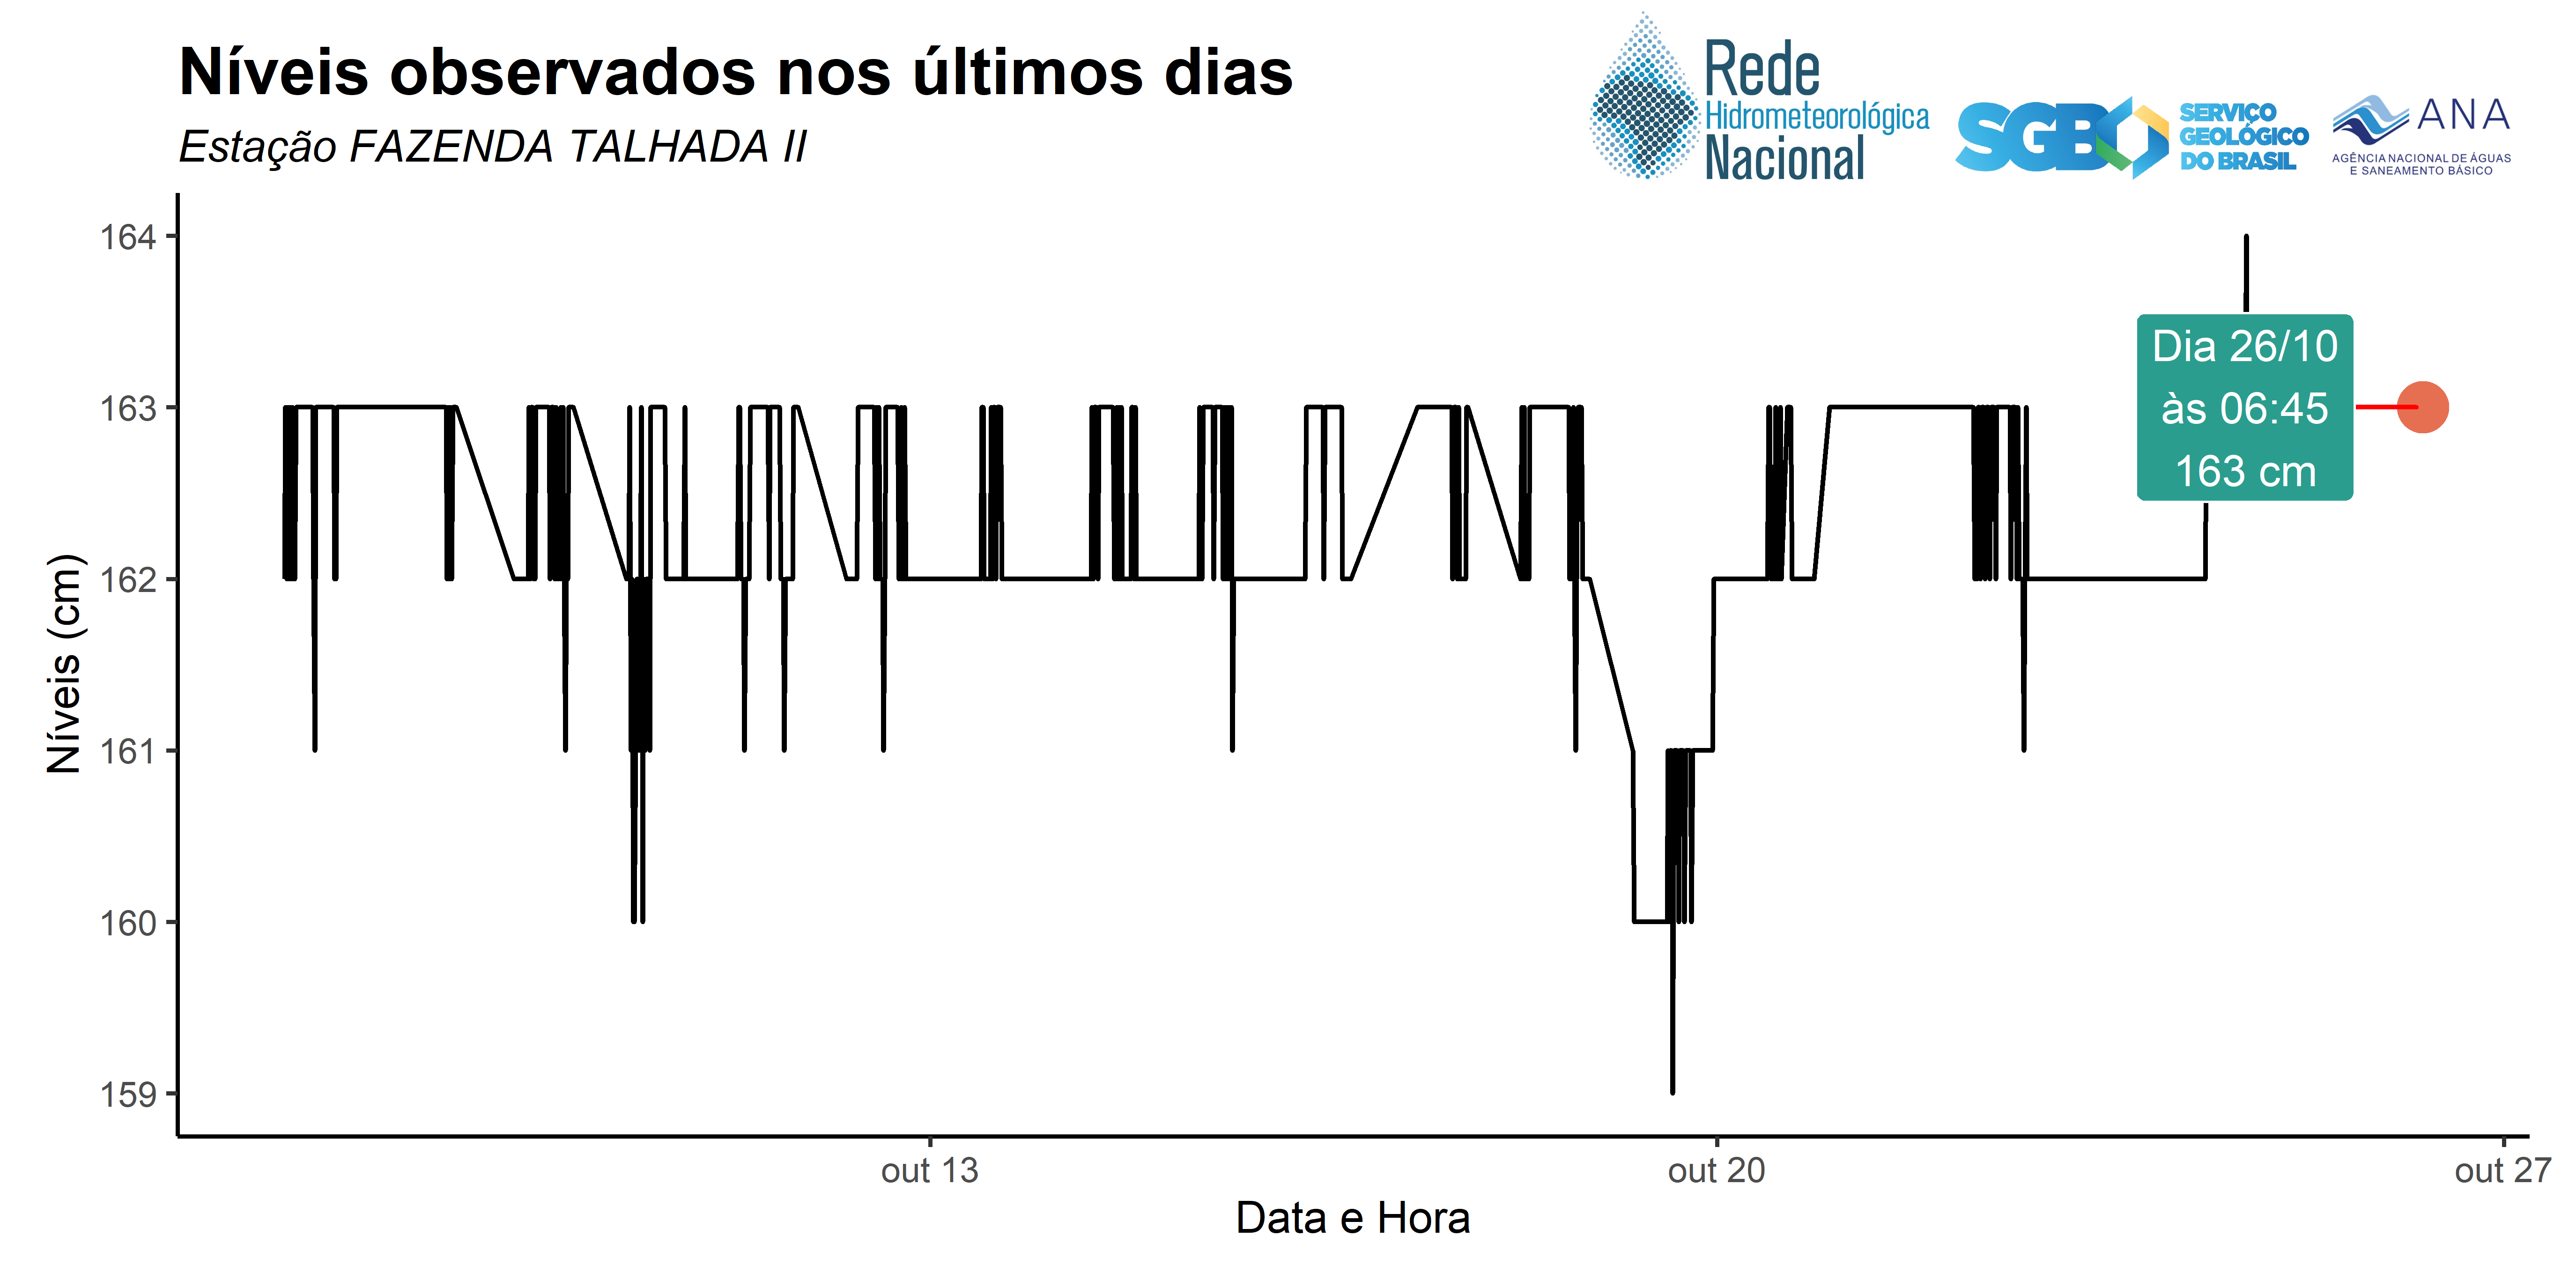 Níveis observados nos últimos dias
Estação FAZENDA TALHADA II
Rede
Hidrometeorológica
Nacional
SGB
SERVIÇO
GEOLÓGICO
DO BRASIL
ANA
AGÊNCIA NACIONAL DE ÁGUAS
E SANEAMENTO BÁSICO
Níveis (cm)
164
163
162
161
160
159
Dia 26/10
às 06:45
163 cm
out 13
out 20
out 27
Data e Hora